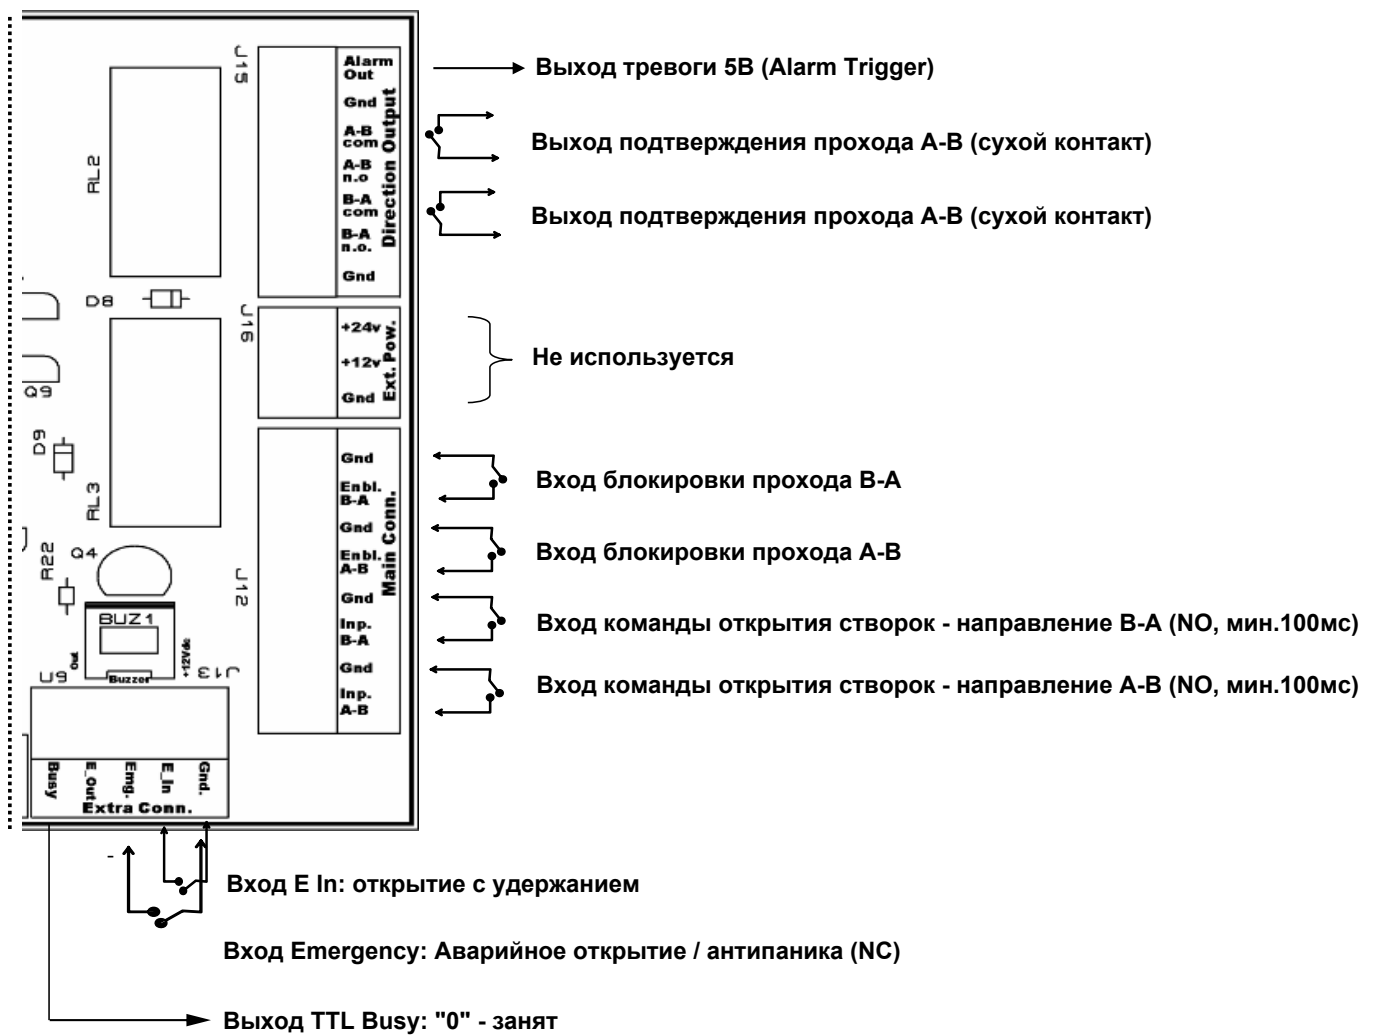 J15
Alarm Out
Выход тревоги 5В (Alarm Trigger)
Gnd
Direction Output
A-B com
Выход подтверждения прохода A-B (сухой контакт)
RL2
A-B n.o
B-A com
Выход подтверждения прохода A-B (сухой контакт)
B-A n.o.
Gnd
D8
J16
+24v
Ext. Pow.
+12v
Не используется
Gnd
Q9
D9
Gnd
Main Conn.
Enbl. B-A
Вход блокировки прохода B-A
RL3
Gnd
R22
Q4
Enbl. A-B
Вход блокировки прохода A-B
J12
Gnd
BUZ1
Inp. B-A
Вход команды открытия створок - направление B-A (NO, мин.100мс)
Out
+12Vdc
Buzzer
U9
J13
Gnd
Inp. A-B
Вход команды открытия створок - направление A-B (NO, мин.100мс)
Busy
E_Out
Emg.
E_In
Gnd.
Extra Conn.
-
Вход E In: открытие с удержанием
Вход Emergency: Аварийное открытие / антипаника (NC)
Выход TTL Busy: "0" - занят